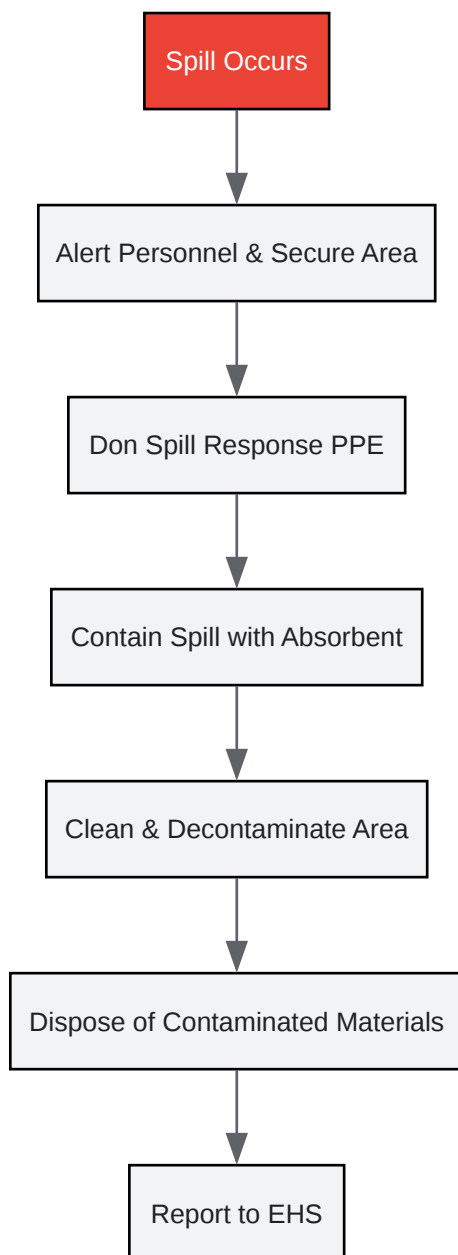 Spill Occurs
Alert Personnel & Secure Area
Don Spill Response PPE
Contain Spill with Absorbent
Clean & Decontaminate Area
Dispose of Contaminated Materials
Report to EHS